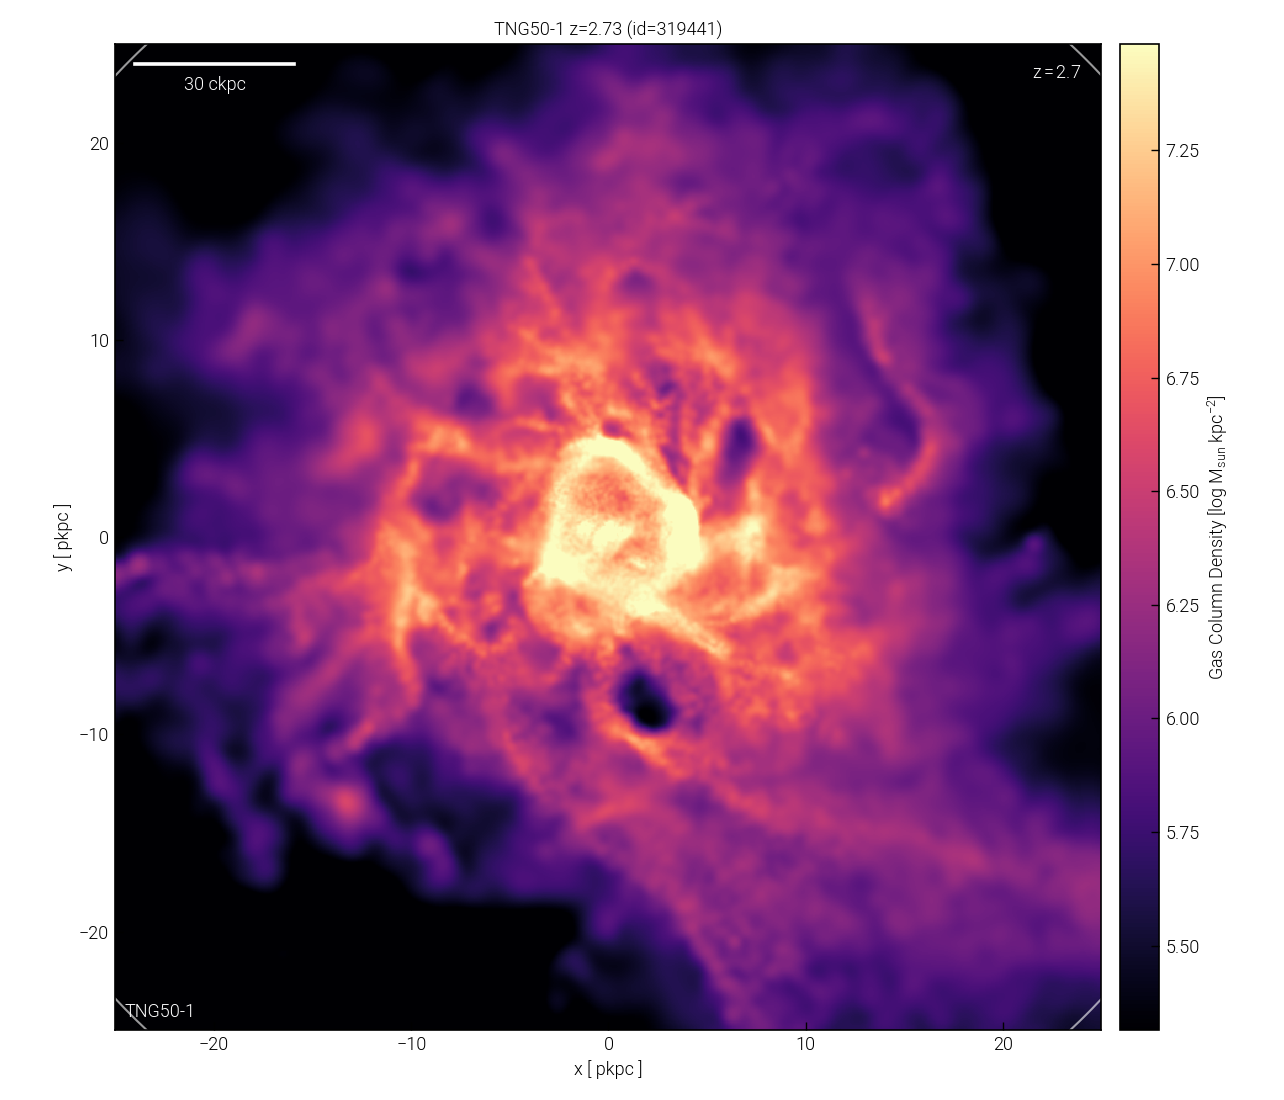 TNG50-1 z=2.73 (id=319441)
30 ckpc
z=2.7
TNG50-1
20
10
0
−10
−20
y [ pkpc ]
−20
−10
0
10
20
x [ pkpc ]
7.25
7.00
6.75
6.50
6.25
6.00
5.75
5.50
Gas Column Density [log M_sun kpc^−2]